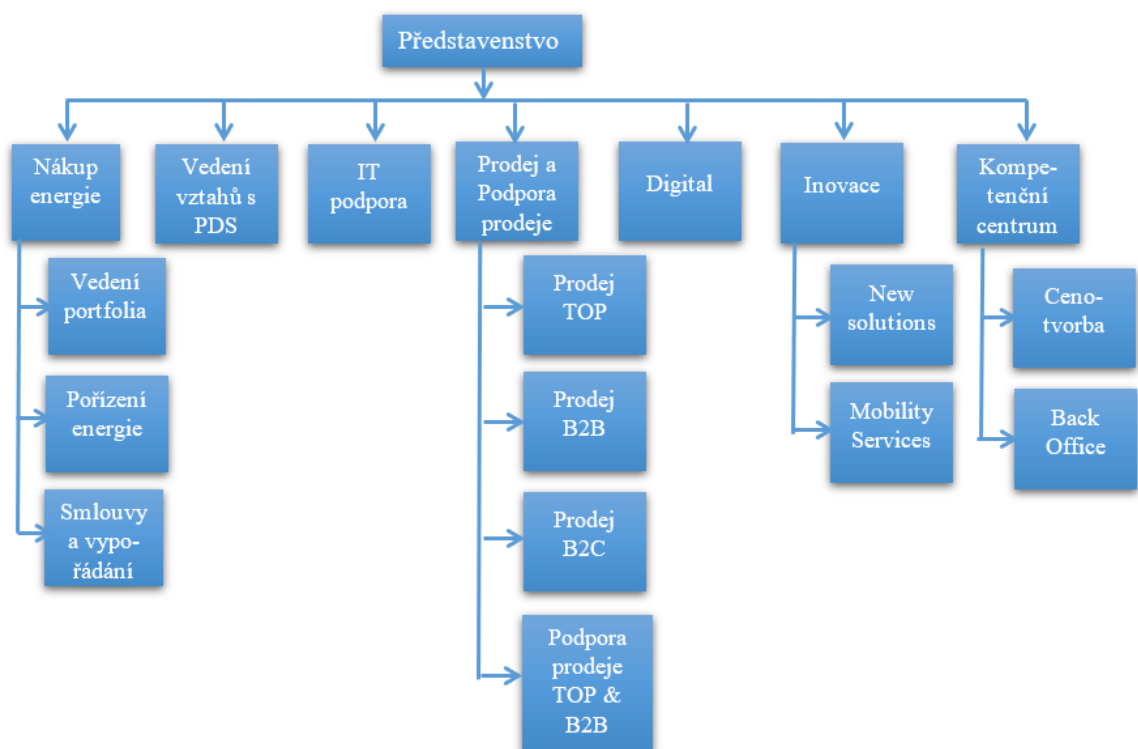 Představenstvo
Nákup
energie
Vedení
vztahů s
PDS
IT
podpora
Prodej a
Podpora
prodeje
Digital
Inovace
Kompe-
tenční
centrum
Vedení
portfolia
Pořízení
energie
Smlouvy
a vypo-
řádání
Prodej
TOP
Prodej
B2B
Prodej
B2C
Podpora
prodeje
TOP &
B2B
New
solutions
Mobility
Services
Ceno-
tvorba
Back
Office